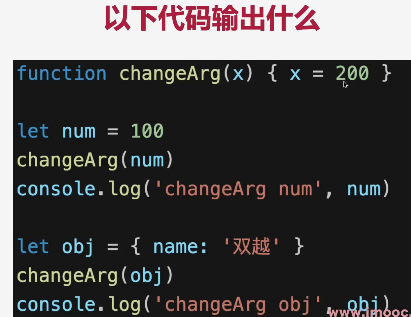 以下代码输出什么
function changeArg(x) { x = 200 }
let num = 100
changeArg(num)
console.log('changeArg num', num)
let obj = { name: '双越' }
changeArg(obj)
console.log('changeArg obj', obj)
www.imooc